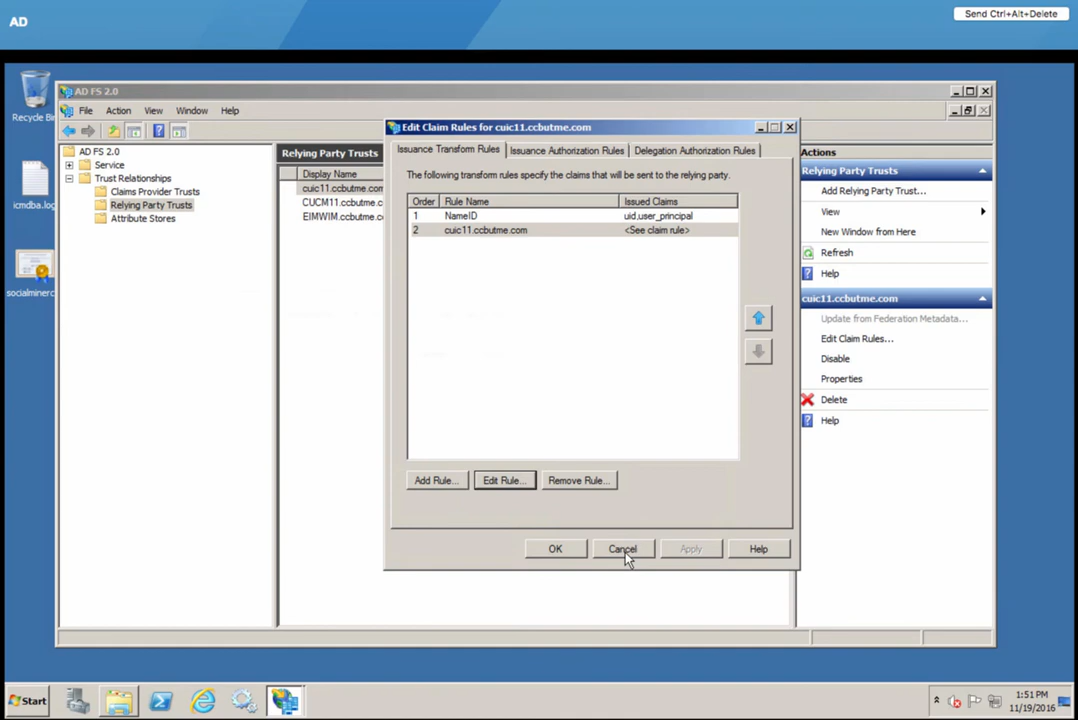 AD
Send Ctrl+Alt+Delete
Recycle Bin
icmdba.log
socialminerc
AD FS 2.0
File Action View Window Help
AD FS 2.0
Service
Trust Relationships
Claims Provider Trusts
Relying Party Trusts
Attribute Stores
Relying Party Trusts
Display Name
cuic11.ccbutme.com
CUCM11.ccbutme.c
EIMWIM.ccbutme.c
Edit Claim Rules for cuic11.ccbutme.com
Issuance Transform Rules Issuance Authorization Rules Delegation Authorization Rules
The following transform rules specify the claims that will be sent to the relying party.
Order Rule Name Issued Claims
1 NameID uid,user_principal
2 cuic11.ccbutme.com <See claim rule>
Add Rule... Edit Rule... Remove Rule...
OK Cancel Apply Help
Actions
Relying Party Trusts
Add Relying Party Trust...
View
New Window from Here
Refresh
Help
cuic11.ccbutme.com
Update from Federation Metadata...
Edit Claim Rules...
Disable
Properties
Delete
Help
Start
1:51 PM
11/19/2016